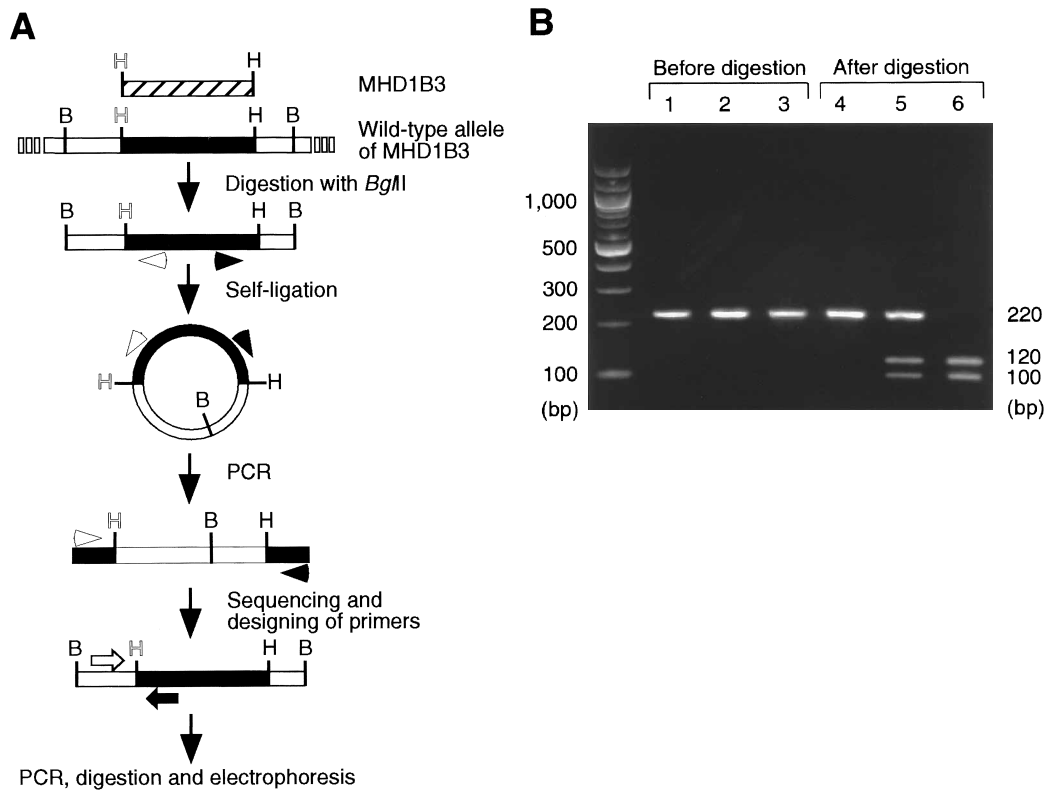 A
H H
MHD1B3
B H H B
Wild-type allele
of MHD1B3
Digestion with BglII
B H H B
Self-ligation
H H
B
PCR
H B H
Sequencing and
designing of primers
B H H B
PCR, digestion and electrophoresis
B
Before digestion After digestion
1 2 3 4 5 6
1,000
500
300
200
100
(bp)
220
120
100
(bp)